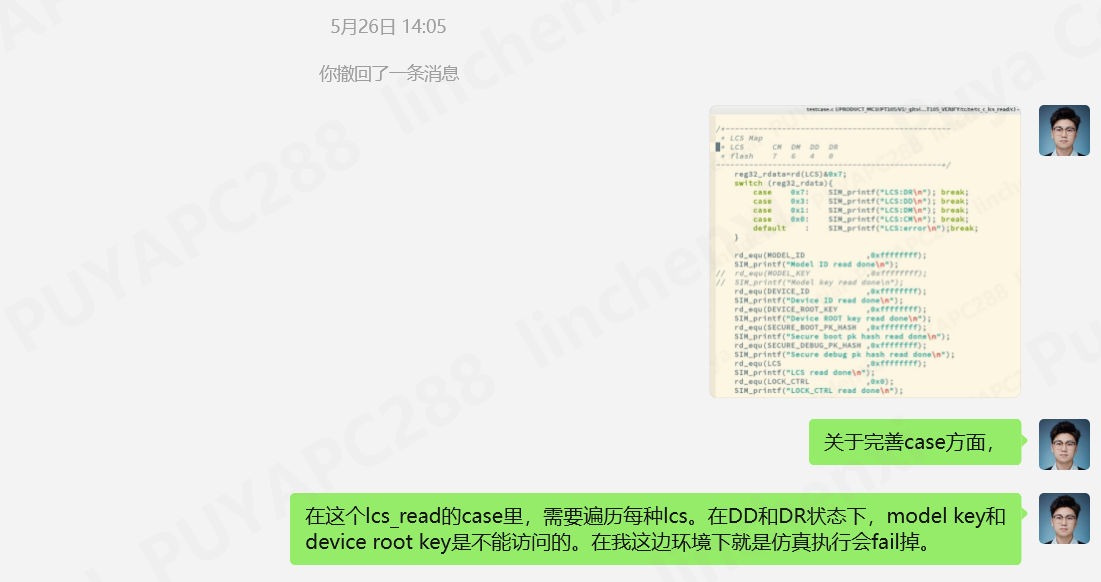 5月26日 14:05
你撤回了一条消息
/*
* LCS Map
* LCS CM DM DD DR
* flash 7 6 4 0
*/
reg32_rdata=rd(LCS)&0x7;
switch (reg32_rdata){
case 0x7: SIM_printf("LCS:DR\n"); break;
case 0x3: SIM_printf("LCS:DD\n"); break;
case 0x1: SIM_printf("LCS:DM\n"); break;
case 0x0: SIM_printf("LCS:CM\n"); break;
default : SIM_printf("LCS:error\n");break;
}
rd_equ(MODEL_ID ,0xffffffff);
SIM_printf("Model ID read done\n");
// rd_equ(MODEL_KEY ,0xffffffff);
// SIM_printf("Model key read done\n");
rd_equ(DEVICE_ID ,0xffffffff);
SIM_printf("Device ID read done\n");
rd_equ(DEVICE_ROOT_KEY ,0xffffffff);
SIM_printf("Device ROOT key read done\n");
rd_equ(SECURE_BOOT_PK_HASH ,0xffffffff);
SIM_printf("Secure boot pk hash read done\n");
rd_equ(SECURE_DEBUG_PK_HASH ,0xffffffff);
SIM_printf("Secure debug pk hash read done\n");
rd_equ(LCS ,0xffffffff);
SIM_printf("LCS read done\n");
rd_equ(LOCK_CTRL ,0x0);
SIM_printf("LOCK_CTRL read done\n");
关于完善case方面，
在这个lcs_read的case里，需要遍历每种lcs。在DD和DR状态下，model key和
device root key是不能访问的。在我这边环境下就是仿真执行会fail掉。
PUYAPC288